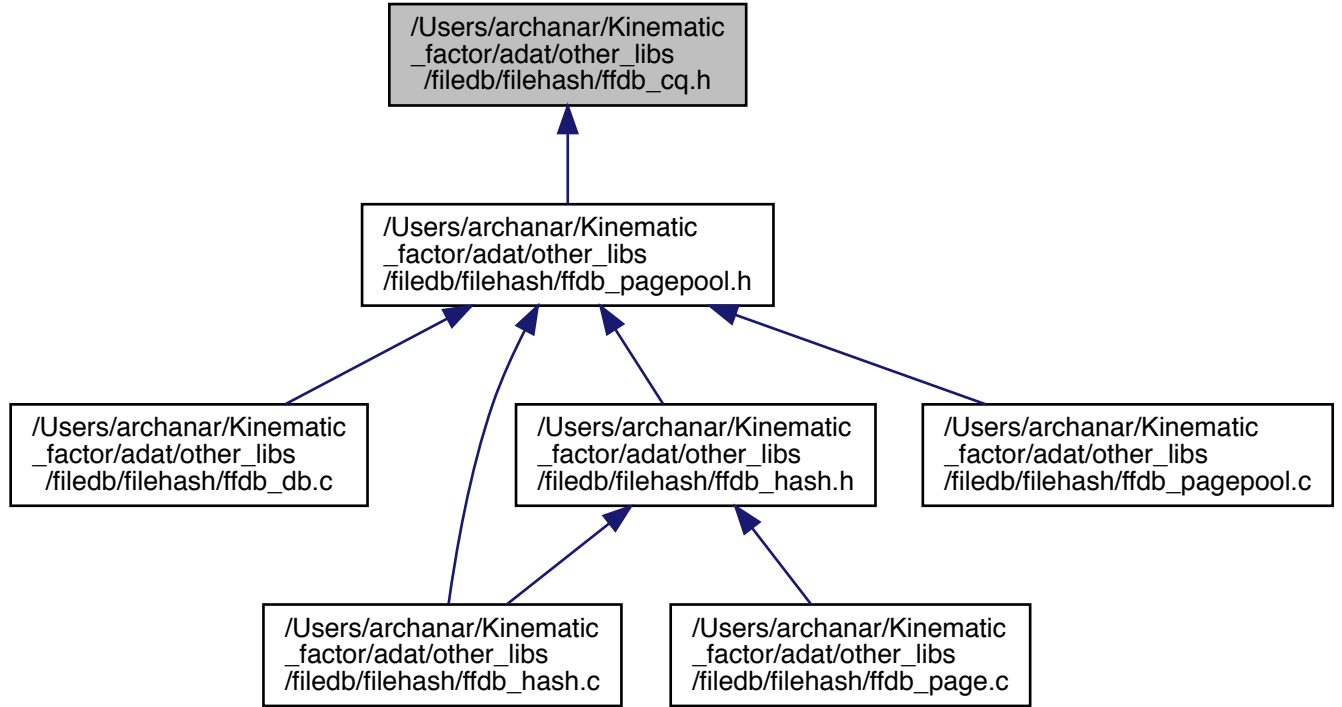 /Users/archanar/Kinematic
_factor/adat/other_libs
/filedb/filehash/ffdb_cq.h
/Users/archanar/Kinematic
_factor/adat/other_libs
/filedb/filehash/ffdb_pagepool.h
/Users/archanar/Kinematic
_factor/adat/other_libs
/filedb/filehash/ffdb_db.c
/Users/archanar/Kinematic
_factor/adat/other_libs
/filedb/filehash/ffdb_hash.h
/Users/archanar/Kinematic
_factor/adat/other_libs
/filedb/filehash/ffdb_pagepool.c
/Users/archanar/Kinematic
_factor/adat/other_libs
/filedb/filehash/ffdb_hash.c
/Users/archanar/Kinematic
_factor/adat/other_libs
/filedb/filehash/ffdb_page.c